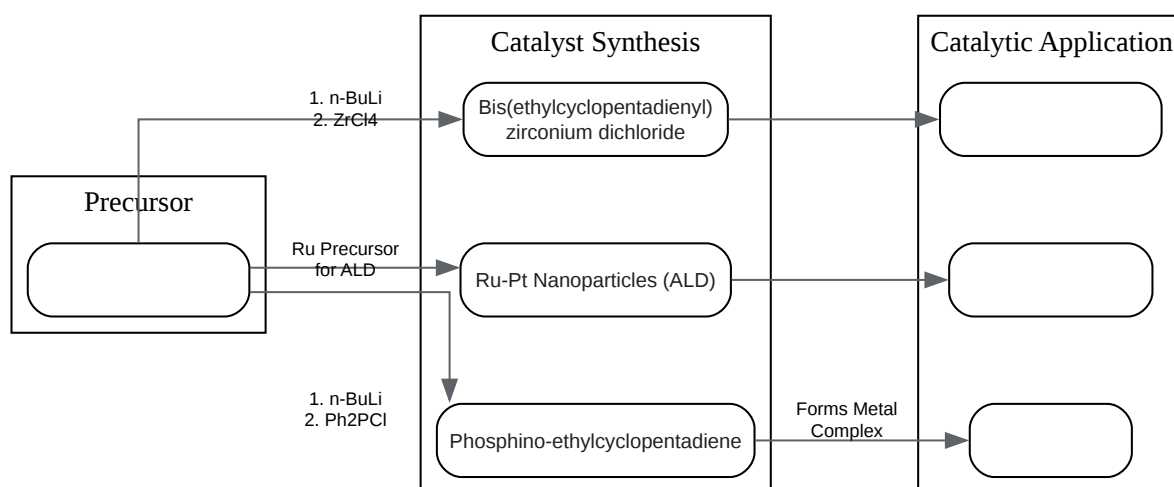 Catalyst Synthesis
Catalytic Application
1. n-BuLi
2. ZrCl4
Bis(ethylcyclopentadienyl)
zirconium dichloride
Precursor
Ru Precursor
for ALD
Ru-Pt Nanoparticles (ALD)
1. n-BuLi
2. Ph2PCl
Phosphino-ethylcyclopentadiene
Forms Metal
Complex